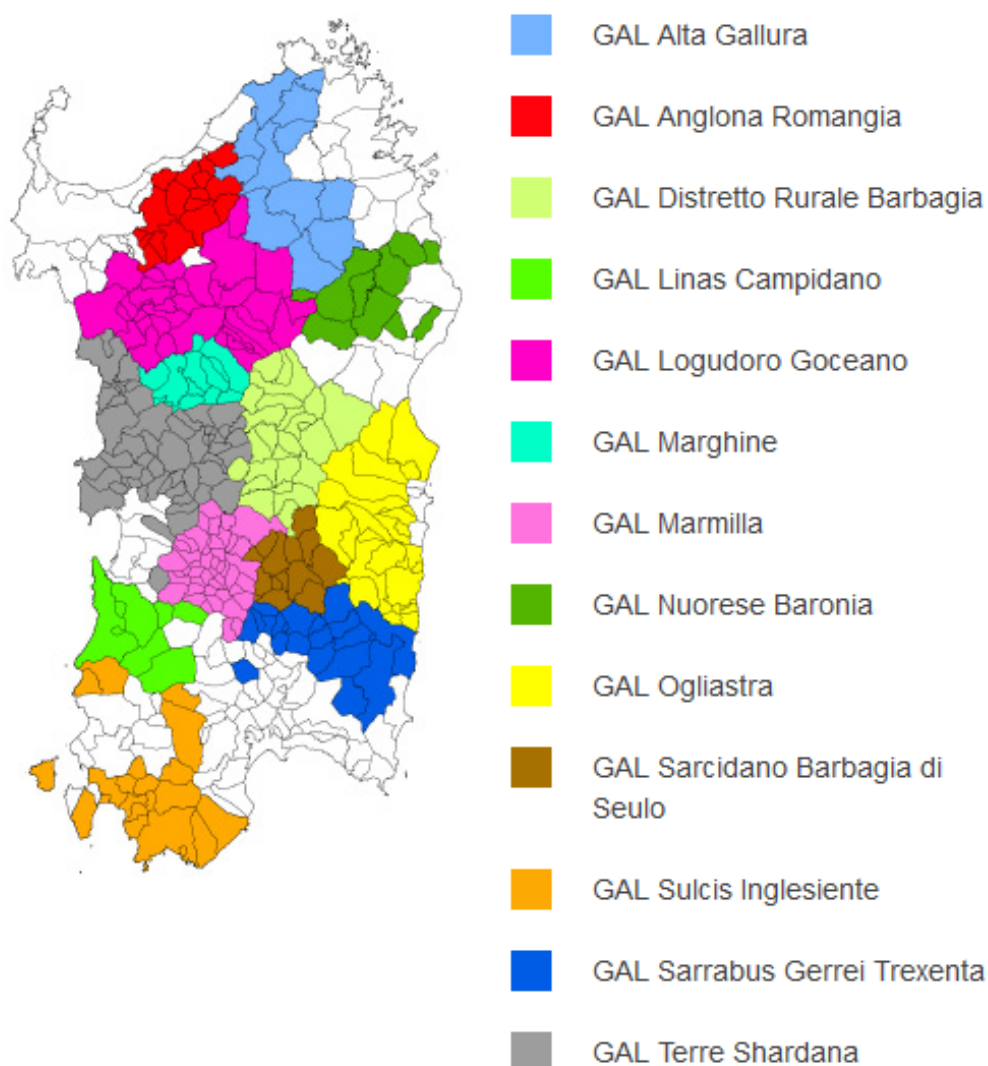 GAL Alta Gallura
GAL Anglona Romangia
GAL Distretto Rurale Barbagia
GAL Linas Campidano
GAL Logudoro Goceano
GAL Marghine
GAL Marmilla
GAL Nuorese Baronia
GAL Ogliastra
GAL Sarcidano Barbagia di
Seulo
GAL Sulcis Inglesiente
GAL Sarrabus Gerrei Trexenta
GAL Terre Shardana